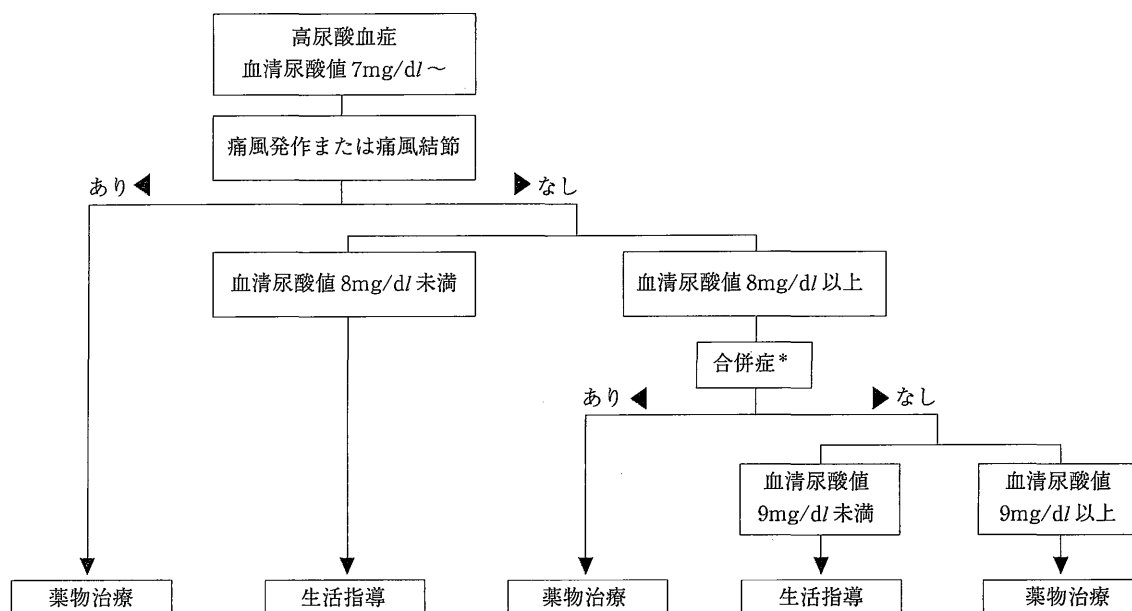 高尿酸血症
血清尿酸値 7mg/dl～
痛風発作または痛風結節
あり
なし
血清尿酸値 8mg/dl 未満
血清尿酸値 8mg/dl 以上
合併症*
あり
なし
血清尿酸値
9mg/dl 未満
血清尿酸値
9mg/dl 以上
薬物治療
生活指導
薬物治療
生活指導
薬物治療